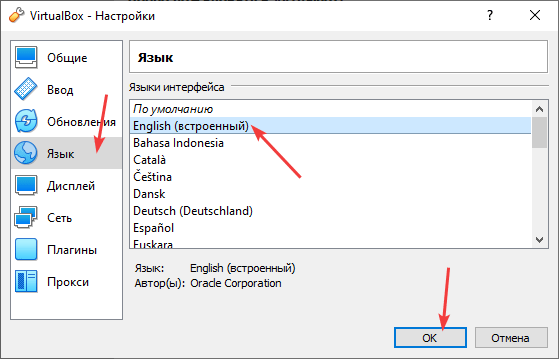 VirtualBox - Настройки
Общие
Ввод
Обновления
Язык
Дисплей
Сеть
Плагины
Прокси
Язык
Языки интерфейса
По умолчанию
English (встроенный)
Bahasa Indonesia
Català
Čeština
Dansk
Deutsch (Deutschland)
Español
Euskara
Язык: English (встроенный)
Автор(ы): Oracle Corporation
OK
Отмена